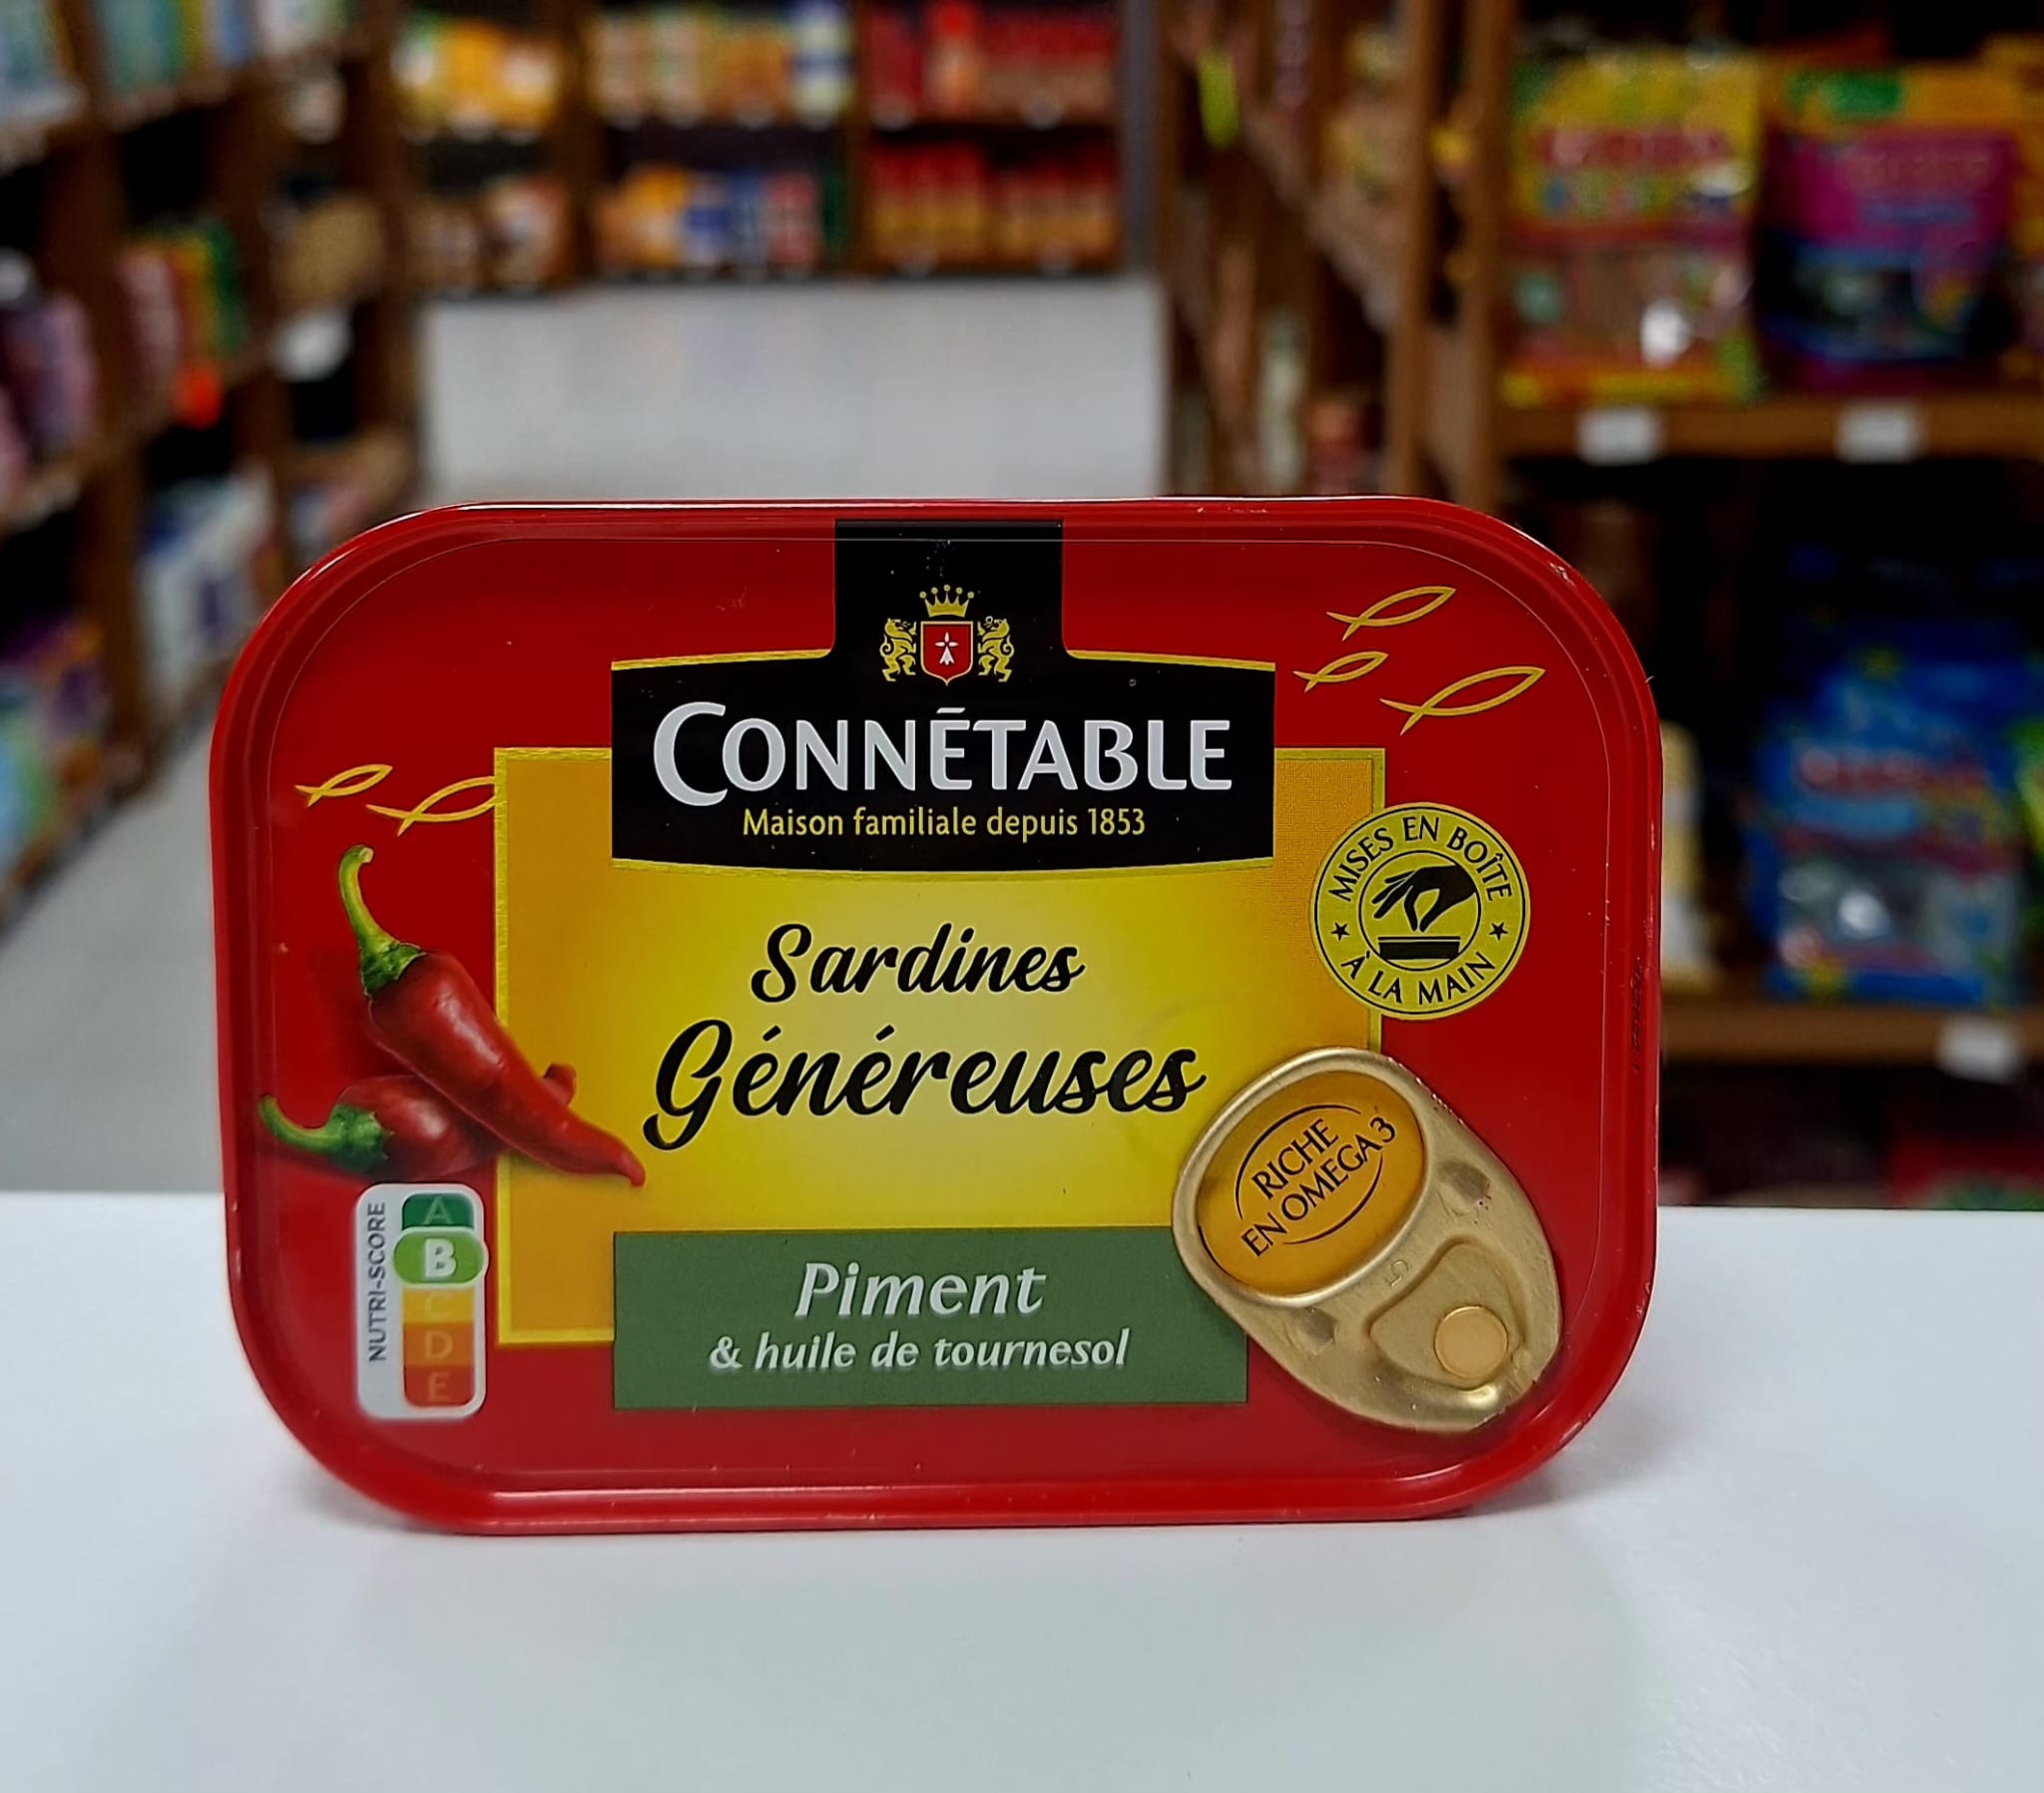 CONNÉTABLE
Maison familiale depuis 1853
MISES EN BOÎTE
À LA MAIN
Sardines
Généreuses
RICHE
EN OMEGA 3
Piment
& huile de tournesol
NUTRI-SCORE
A
B
C
D
E
5